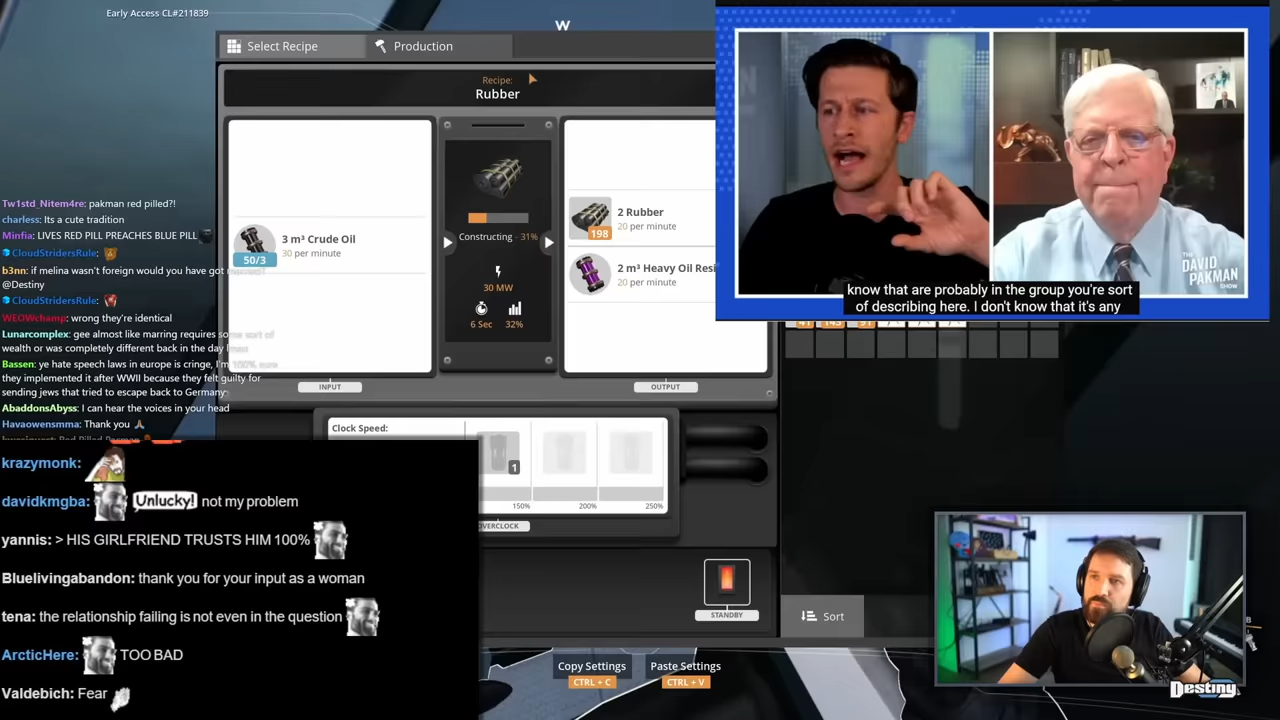 Early Access CL#211839
W
Select Recipe
Production
Recipe:
Rubber
3 m³ Crude Oil
30 per minute
50/3
Constructing - 31%
30 MW
6 Sec
32%
2 Rubber
20 per minute
198
2 m³ Heavy Oil Resi
20 per minute
INPUT
OUTPUT
THE
DAVID
PAKMAN
SHOW
know that are probably in the group you're sort
of describing here. I don't know that it's any
41 143 91
Tw1std_Nitem4re: pakman red pilled?!
charless: Its a cute tradition
Minfia: LIVES RED PILL PREACHES BLUE PILL
CloudStridersRule:
b3nn: if melina wasn't foreign would you have got married?
@Destiny
CloudStridersRule:
WEOWchamp: wrong they're identical
Lunarcomplex: gee almost like marring requires some sort of
wealth or was completely different back in the day
Bassen: ye hate speech laws in europe is cringe, I'm 100% sure
they implemented it after WWII because they felt guilty for
sending jews that tried to escape back to Germany
AbaddonsAbyss: I can hear the voices in your head
Havaowensmma: Thank you
Clock Speed:
1
150%
200%
250%
OVERCLOCK
STANDBY
Sort
Copy Settings
CTRL + C
Paste Settings
CTRL + V
krazymonk:
davidkmgba: Unlucky! not my problem
yannis: > HIS GIRLFRIEND TRUSTS HIM 100%
Bluelivingabandon: thank you for your input as a woman
tena: the relationship failing is not even in the question
ArcticHere: TOO BAD
Valdebich: Fear
Destiny